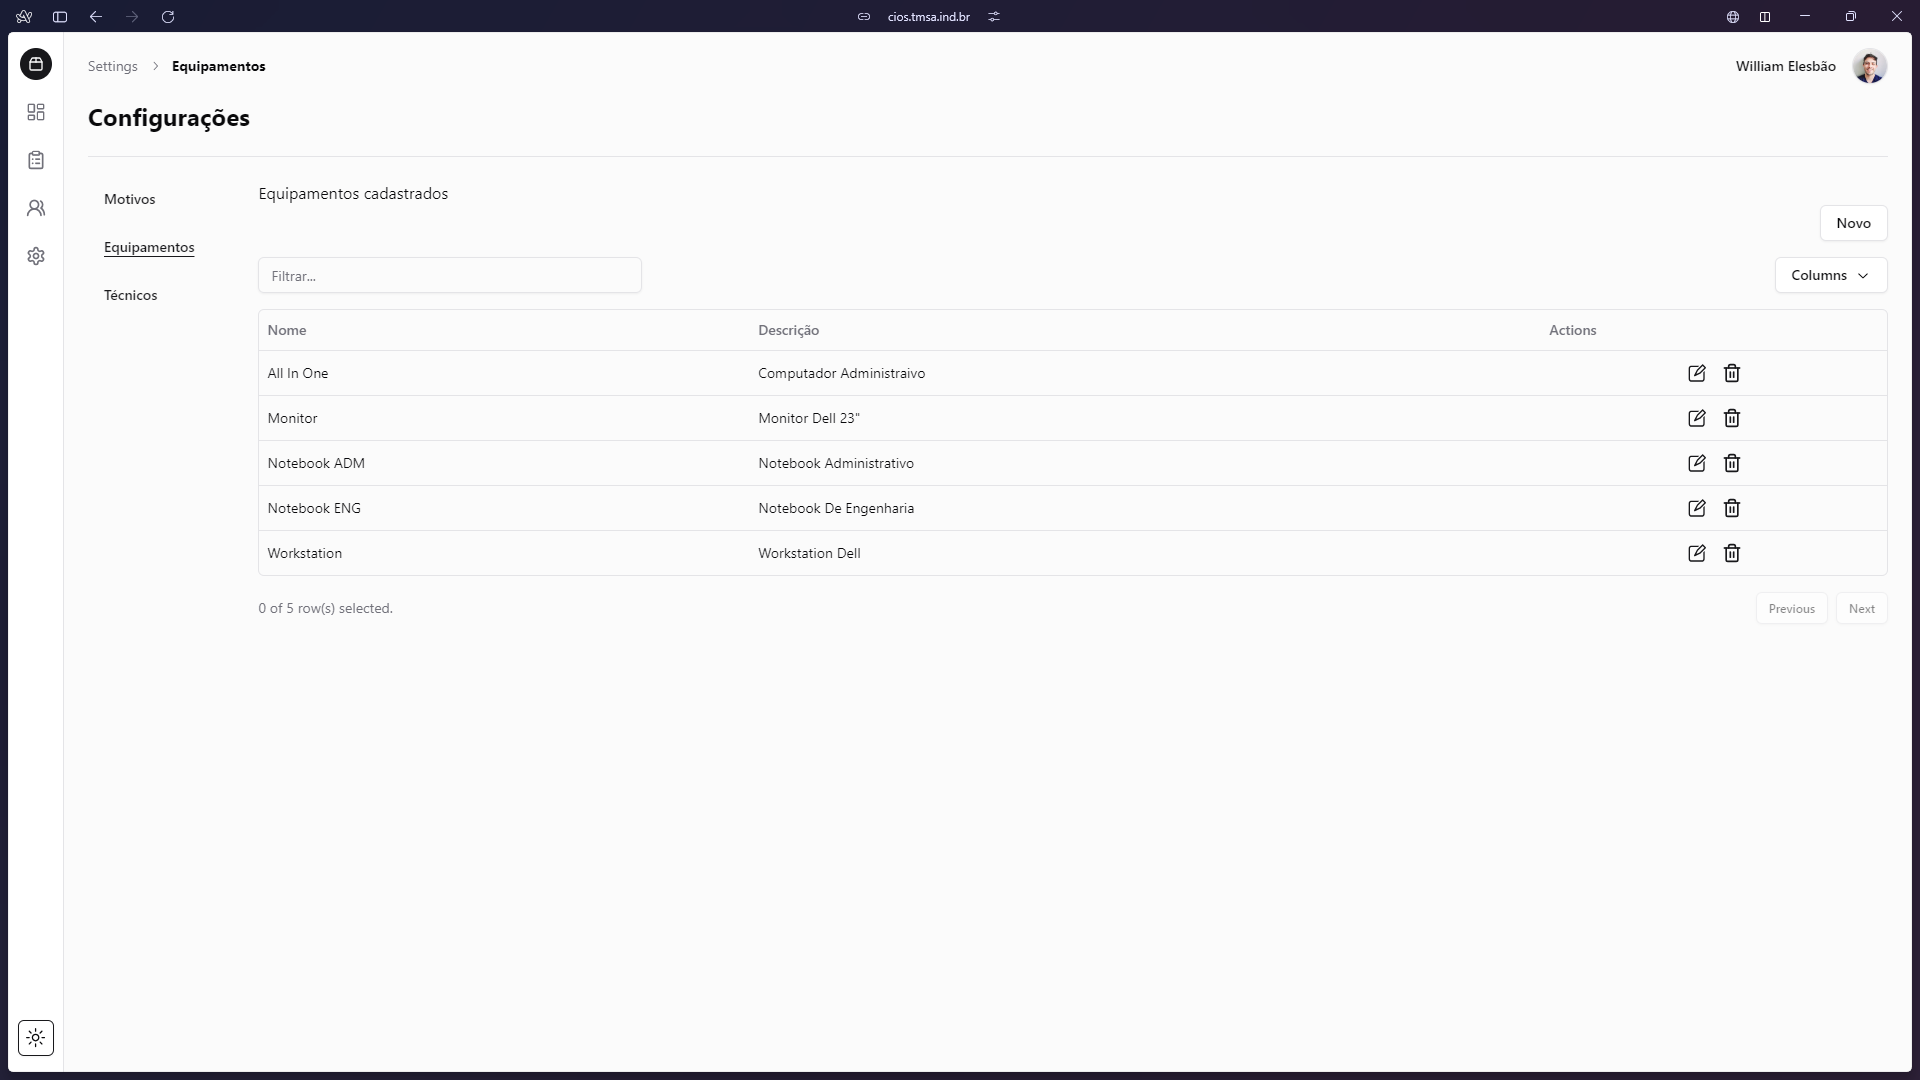 cios.tmsa.ind.br
Settings > Equipamentos
William Elesbão
Configurações
Motivos
Equipamentos
Técnicos
Equipamentos cadastrados
Novo
Filtrar...
Columns
Nome Descrição Actions
All In One Computador Administraivo
Monitor Monitor Dell 23"
Notebook ADM Notebook Administrativo
Notebook ENG Notebook De Engenharia
Workstation Workstation Dell
0 of 5 row(s) selected.
Previous Next